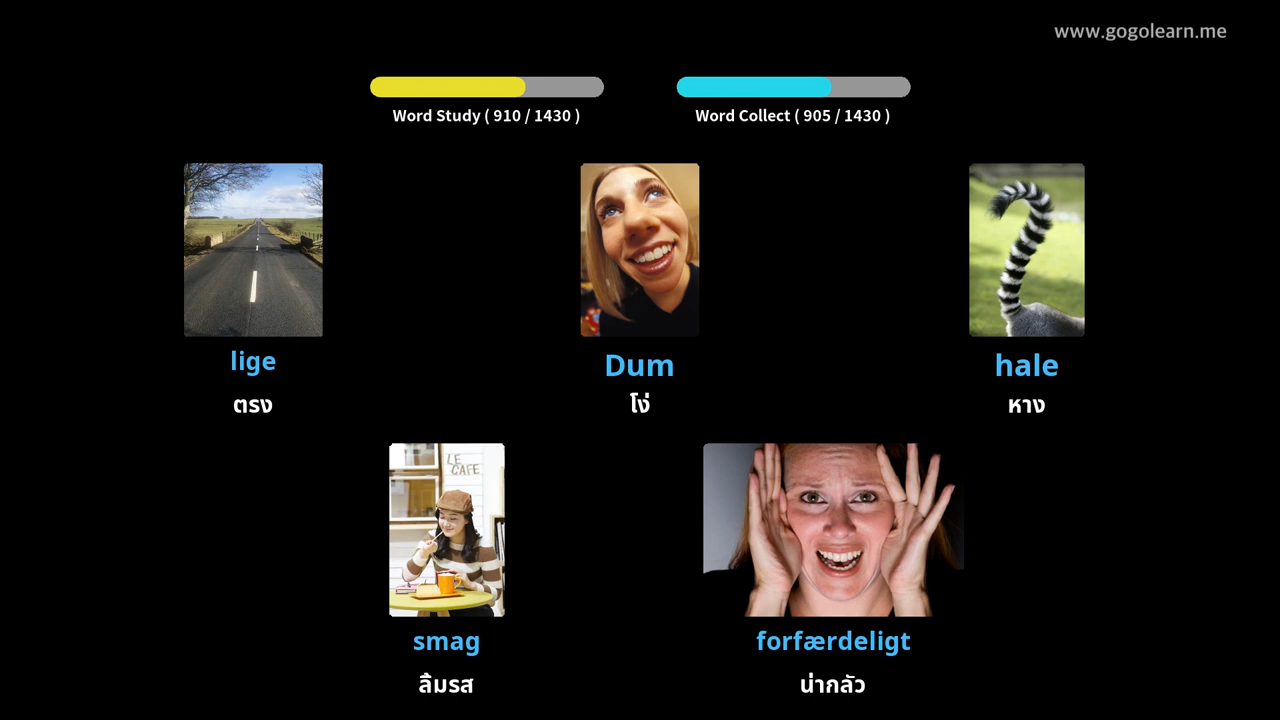 www.gogolearn.me
Word Study ( 910 / 1430 )
Word Collect ( 905 / 1430 )
lige
ตรง
Dum
โง่
hale
หาง
LE
CAFE
smag
ลิ้มรส
forfærdeligt
น่ากลัว